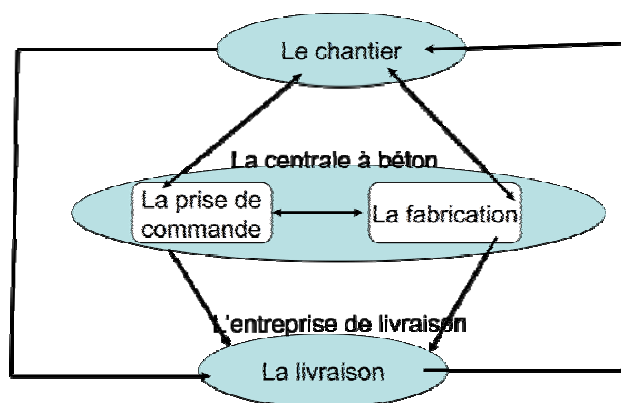 Le chantier
La centrale à béton
La prise de
commande
La fabrication
L'entreprise de livraison
La livraison